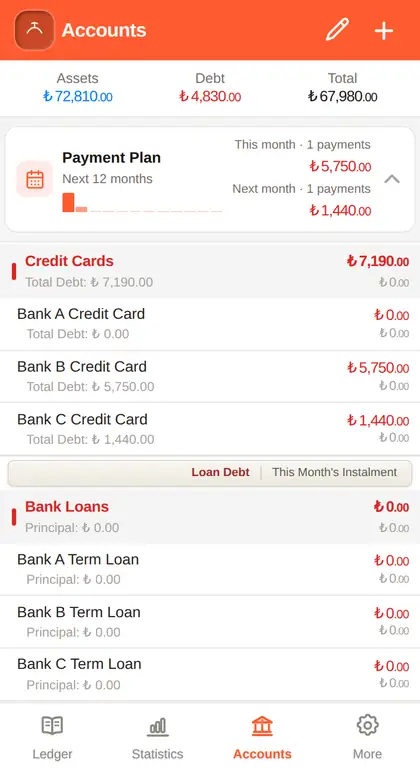 Accounts
Assets Debt Total
₺ 72,810.00 ₺ 4,830.00 ₺ 67,980.00
This month · 1 payments
Payment Plan
₺ 5,750.00
Next 12 months
Next month · 1 payments
₺ 1,440.00
Credit Cards ₺ 7,190.00
Total Debt: ₺ 7,190.00 ₺ 0.00
Bank A Credit Card ₺ 0.00
Total Debt: ₺ 0.00 ₺ 0.00
Bank B Credit Card ₺ 5,750.00
Total Debt: ₺ 5,750.00 ₺ 0.00
Bank C Credit Card ₺ 1,440.00
Total Debt: ₺ 1,440.00 ₺ 0.00
Loan Debt This Month's Instalment
Bank Loans ₺ 0.00
Principal: ₺ 0.00 ₺ 0.00
Bank A Term Loan ₺ 0.00
Principal: ₺ 0.00 ₺ 0.00
Bank B Term Loan ₺ 0.00
Principal: ₺ 0.00 ₺ 0.00
Bank C Term Loan ₺ 0.00
Principal: ₺ 0.00 ₺ 0.00
Ledger Statistics Accounts More